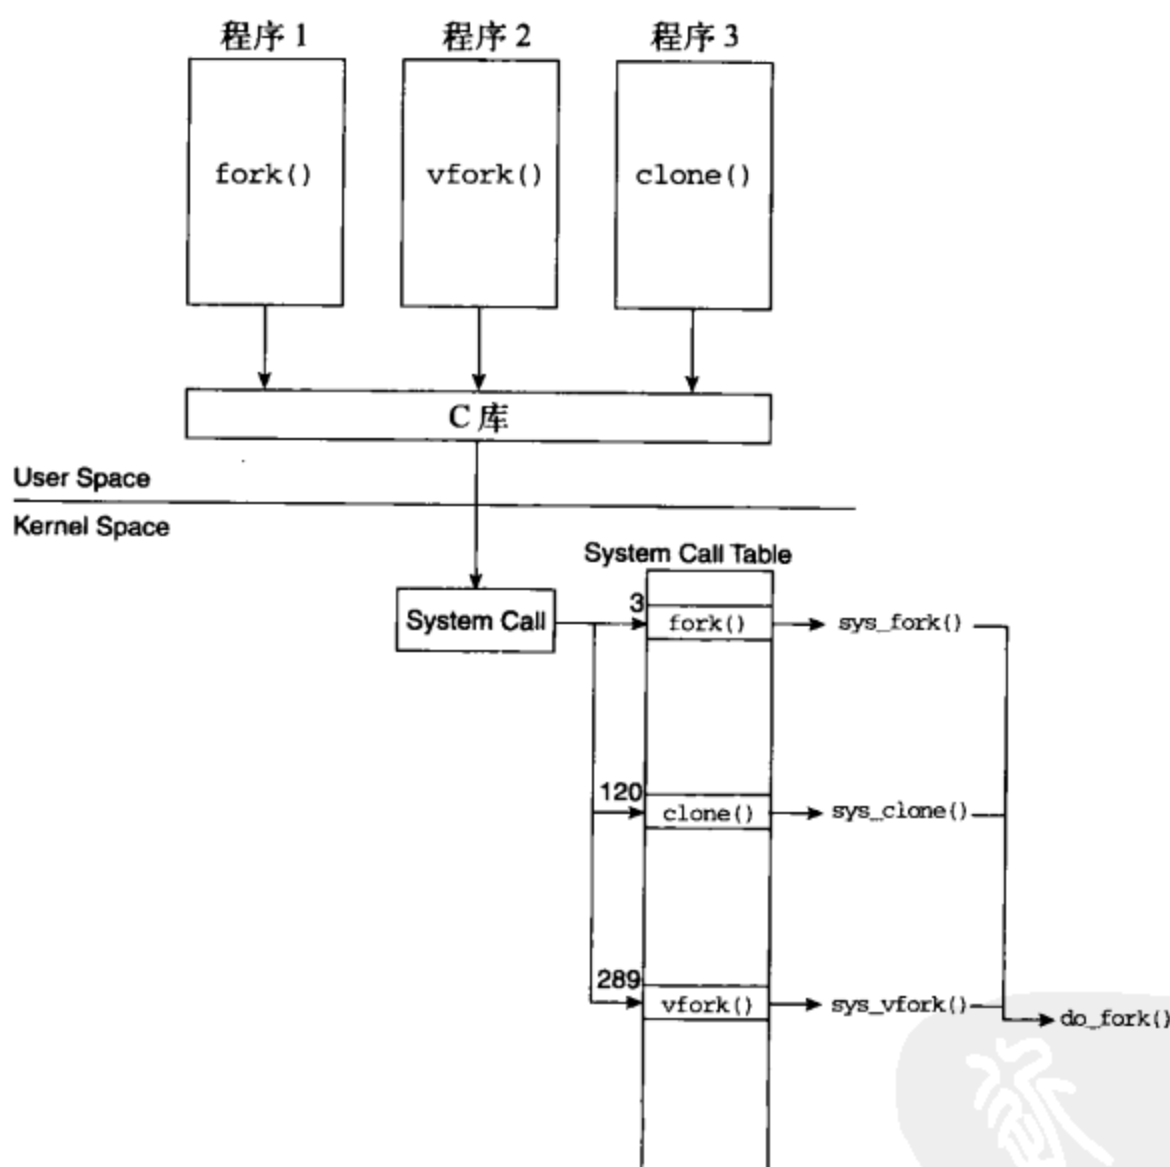 程序 1
程序 2
程序 3
fork()
vfork()
clone()
C 库
User Space
Kernel Space
System Call Table
System Call
3
fork()
sys_fork()
120
clone()
sys_clone()
289
vfork()
sys_vfork()
do_fork()